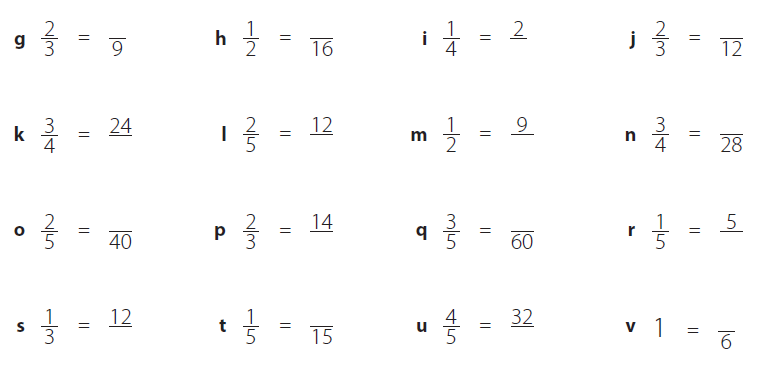 g 2/3 = /9 h 1/2 = /16 i 1/4 = 2/ j 2/3 = /12
k 3/4 = 24/ l 2/5 = 12/ m 1/2 = 9/ n 3/4 = /28
o 2/5 = /40 p 2/3 = 14/ q 3/5 = /60 r 1/5 = 5/
s 1/3 = 12/ t 1/5 = /15 u 4/5 = 32/ v 1 = /6